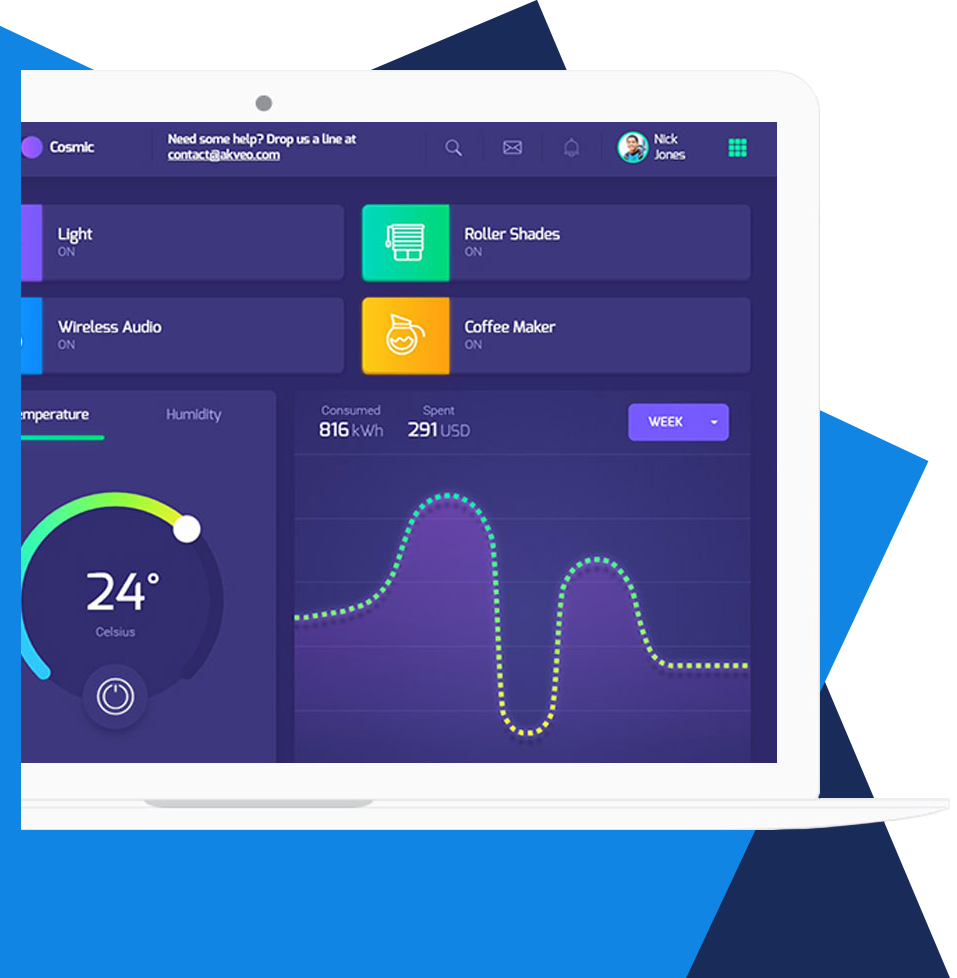 Cosmic
Need some help? Drop us a line at
contact@akveo.com
Nick
Jones
Light
ON
Roller Shades
ON
Wireless Audio
ON
Coffee Maker
ON
emperature
Humidity
Consumed
816 kWh
Spent
291 USD
WEEK
24°
Celsius